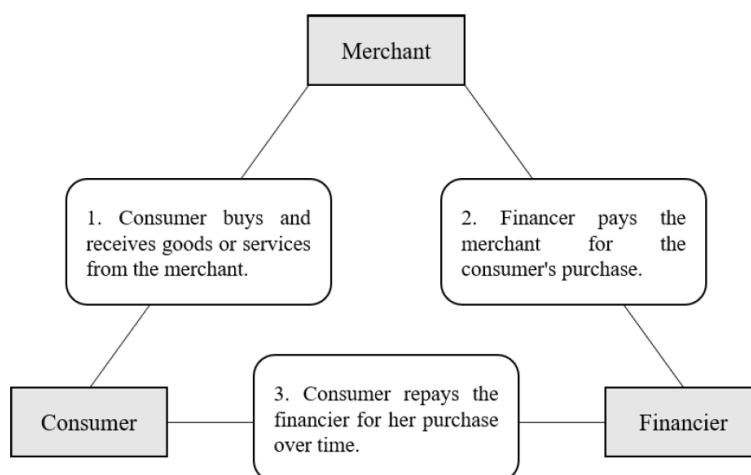 Merchant
1. Consumer buys and
receives goods or services
from the merchant.
2. Financer pays the
merchant for the
consumer's purchase.
3. Consumer repays the
financier for her purchase
over time.
Consumer
Financier